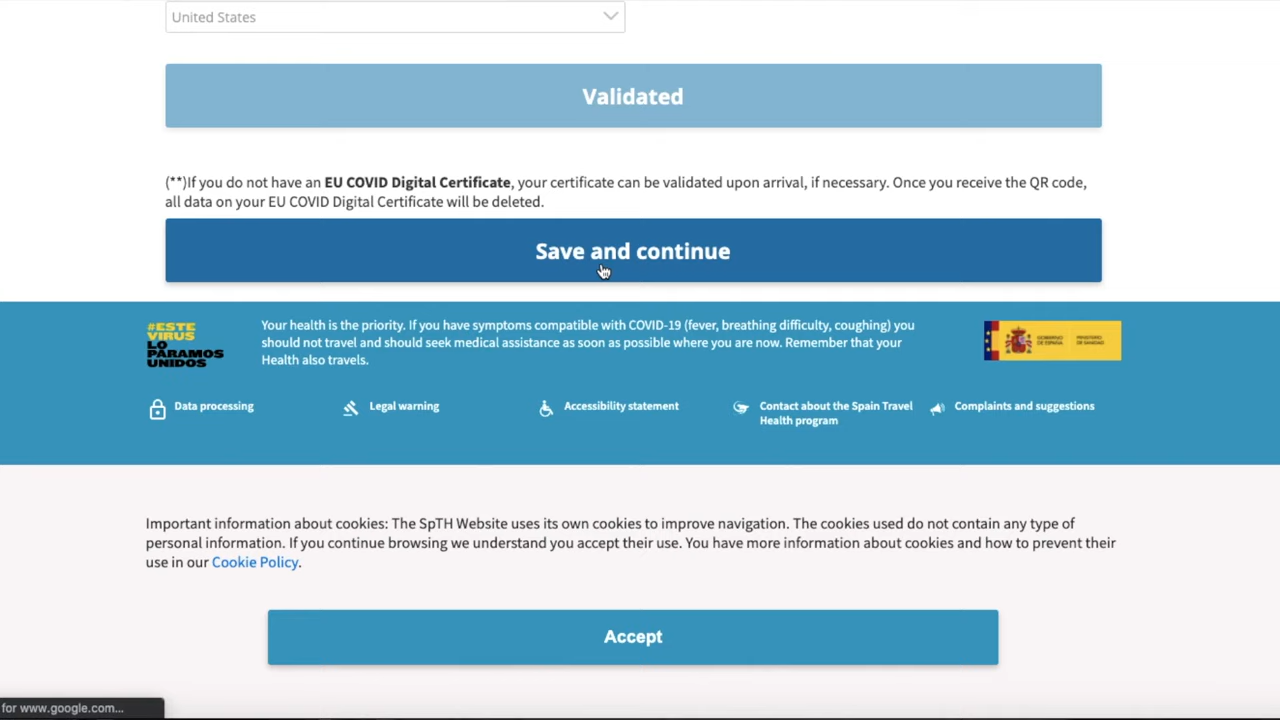 United States
Validated
(**)If you do not have an EU COVID Digital Certificate, your certificate can be validated upon arrival, if necessary. Once you receive the QR code,
all data on your EU COVID Digital Certificate will be deleted.
Save and continue
#ESTE
VIRUS
LO
PARAMOS
UNIDOS
Your health is the priority. If you have symptoms compatible with COVID-19 (fever, breathing difficulty, coughing) you
should not travel and should seek medical assistance as soon as possible where you are now. Remember that your
Health also travels.
GOBIERNO
DE ESPAÑA
MINISTERIO
DE SANIDAD
Data processing
Legal warning
Accessibility statement
Contact about the Spain Travel
Health program
Complaints and suggestions
Important information about cookies: The SpTH Website uses its own cookies to improve navigation. The cookies used do not contain any type of
personal information. If you continue browsing we understand you accept their use. You have more information about cookies and how to prevent their
use in our Cookie Policy.
Accept
for www.google.com...